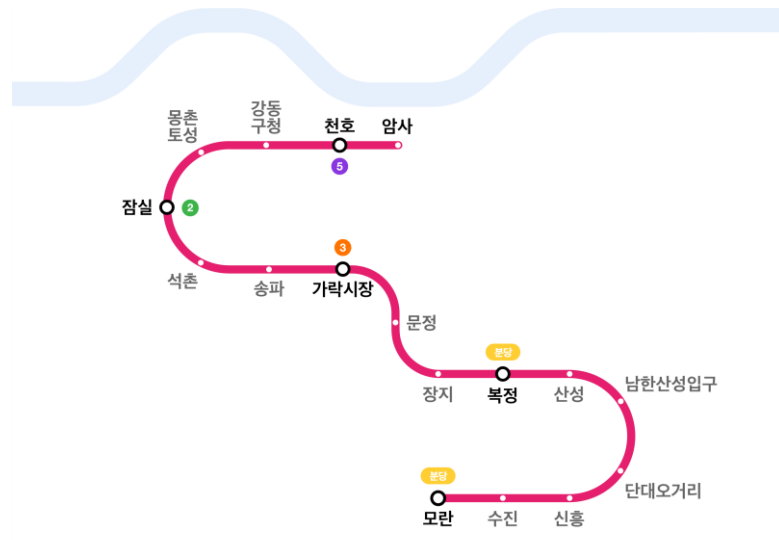 몽촌
토성
강동
구청
천호
암사
5
잠실
2
3
석촌
송파
가락시장
문정
분당
장지
복정
산성
남한산성입구
분당
단대오거리
모란
수진
신흥